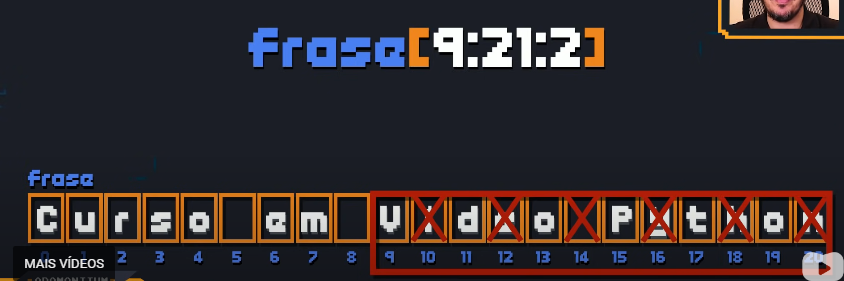 frase[9:21:2]
frase
C u r s o e m V í d e o P y t h o n
0 1 2 3 4 5 6 7 8 9 10 11 12 13 14 15 16 17 18 19 20
MAIS VÍDEOS